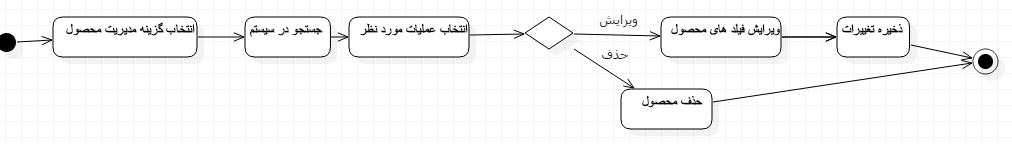 انتخاب گزینه مدیریت محصول
جستجو در سیستم
انتخاب عملیات مورد نظر
ویرایش
ویرایش فیلد های محصول
ذخیره تغییرات
حذف
حذف محصول